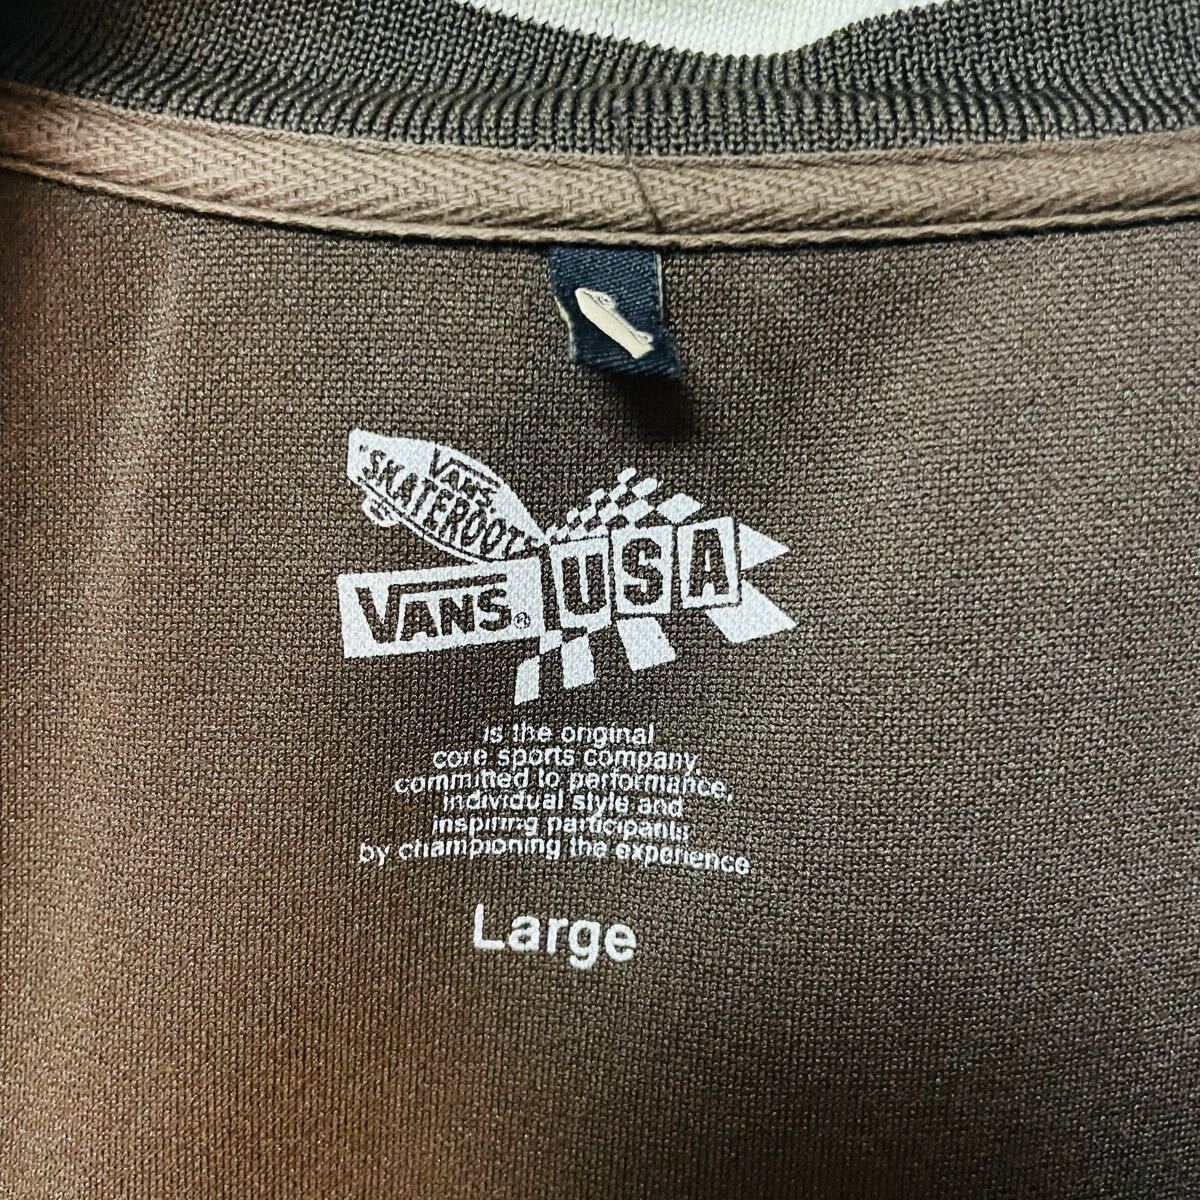 VANS
"SKATEROOTS"
VANS® USA
is the original
core sports company,
committed to performance,
individual style and
inspiring participants
by championing the experience
Large